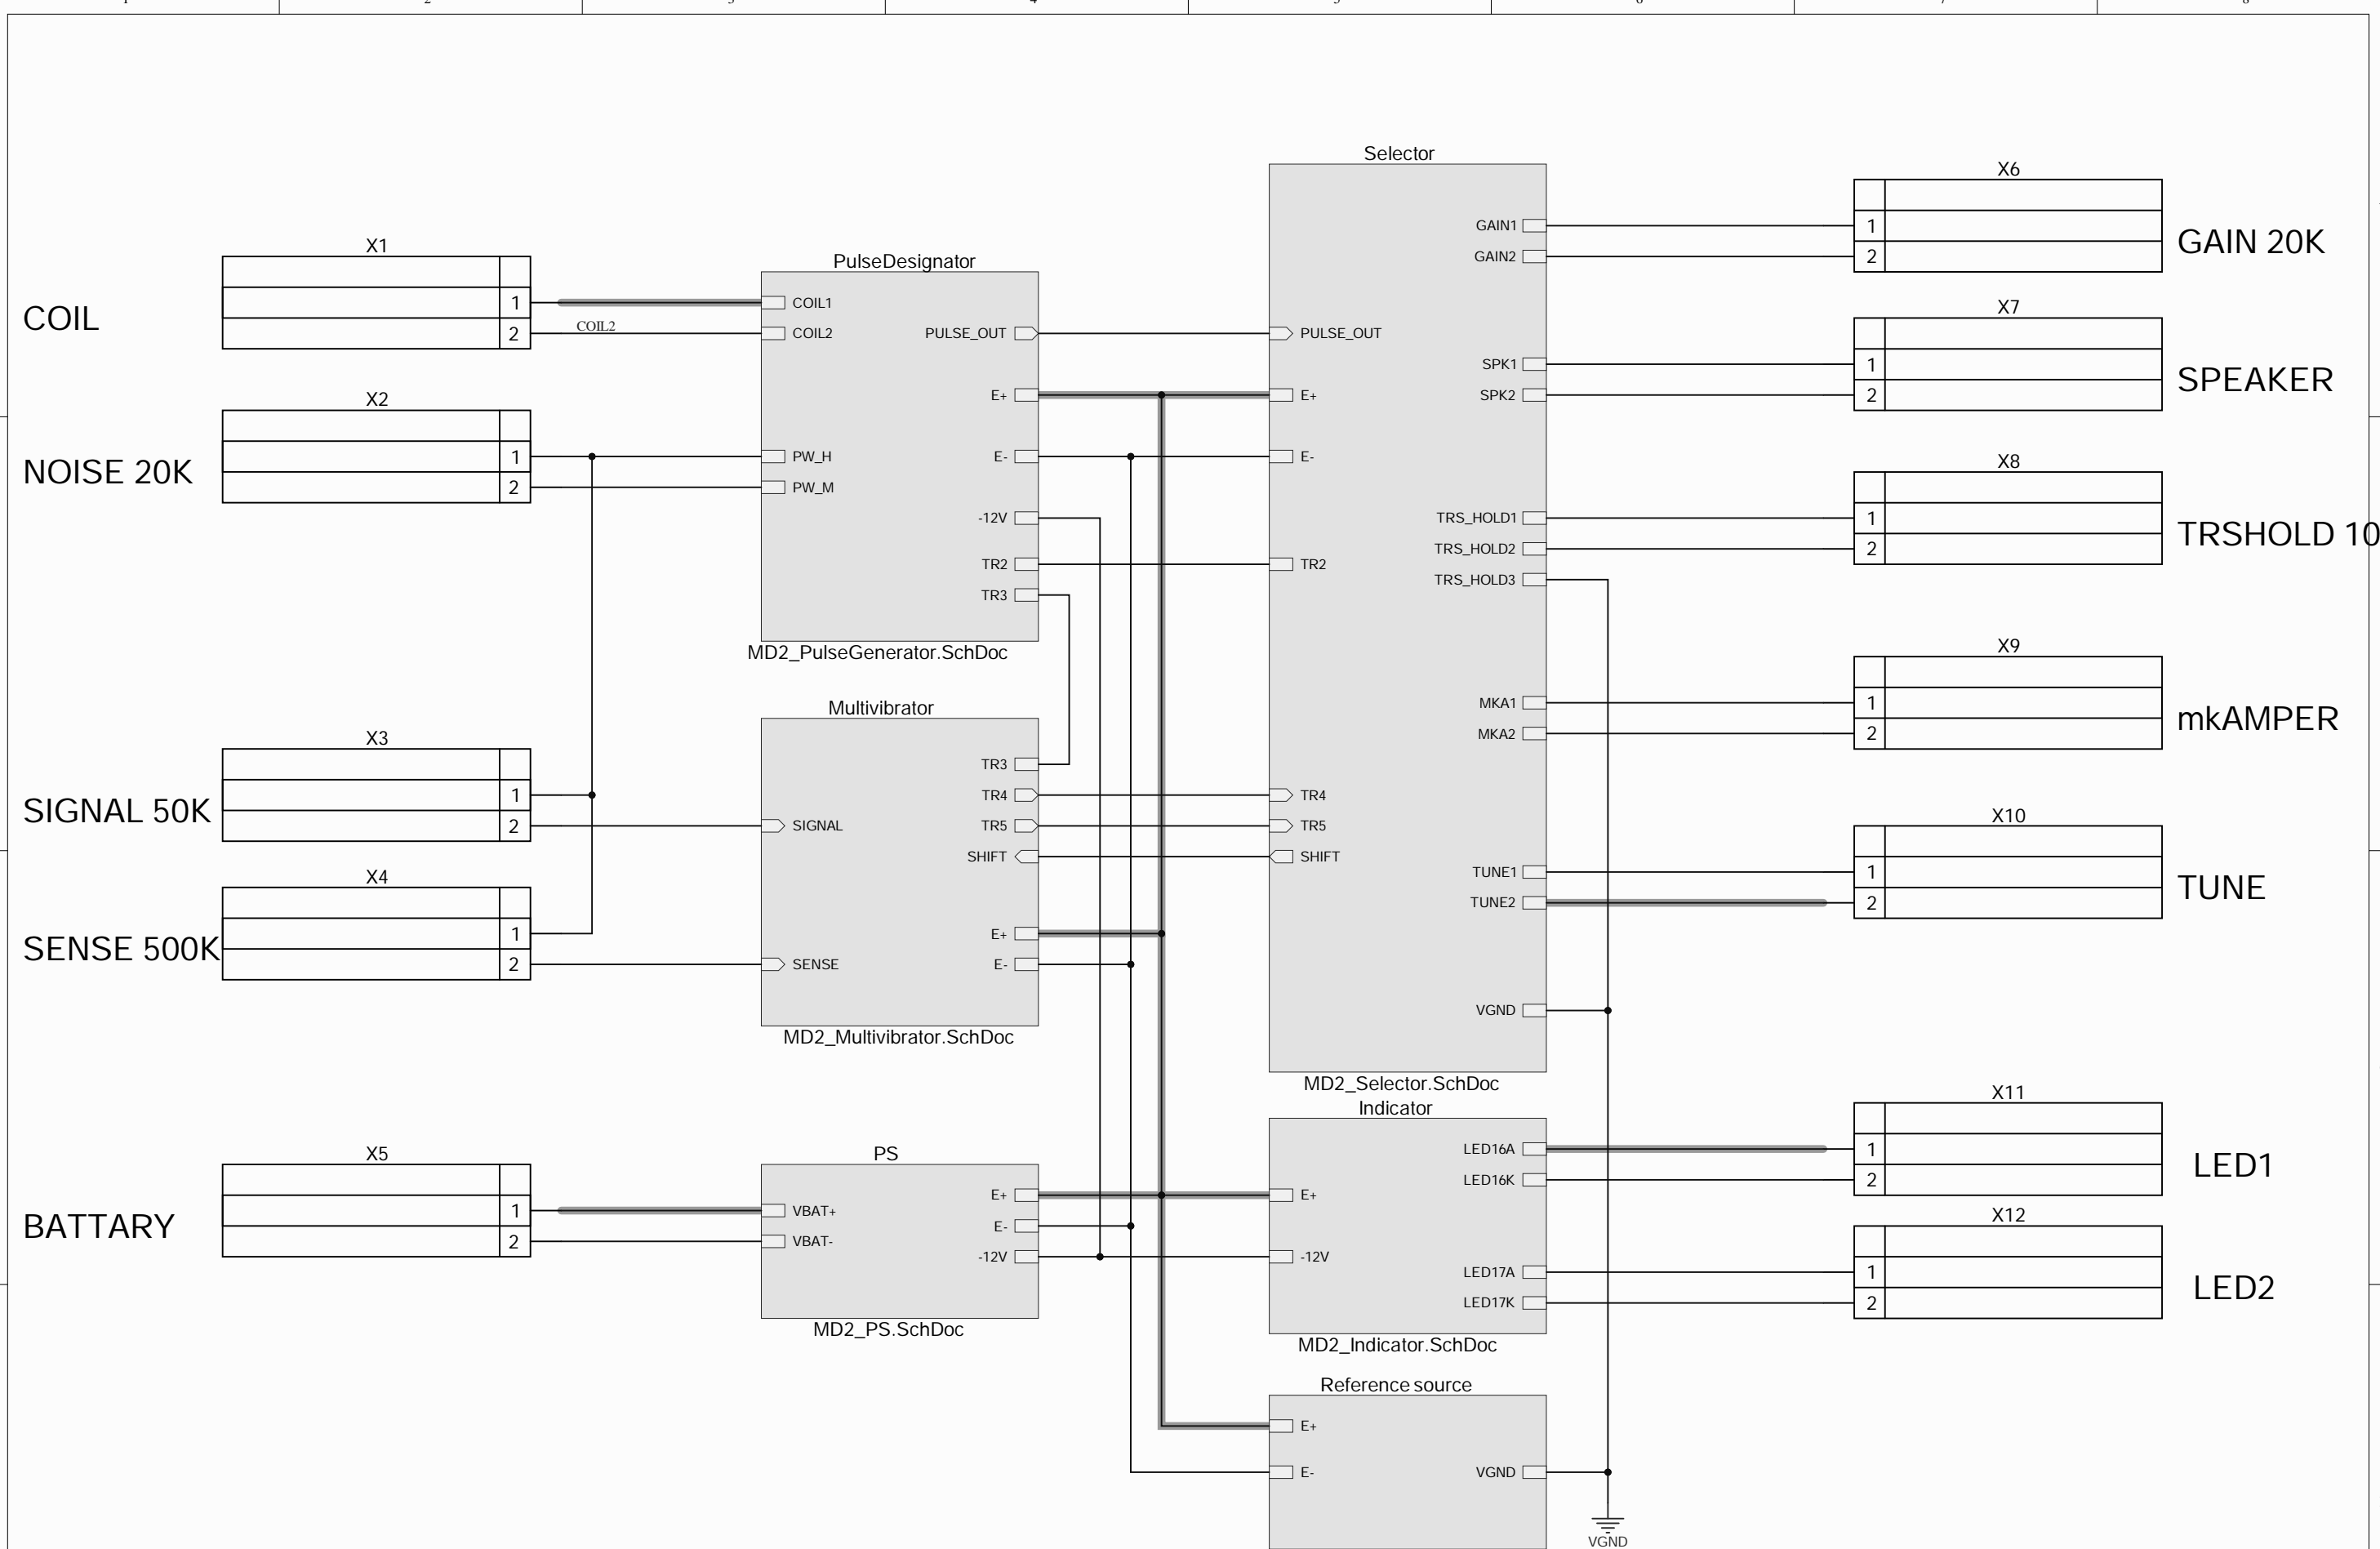 Selector
X6
GAIN1
1
GAIN 20K
GAIN2
2
X1
PulseDesignator
COIL
1
COIL1
2
COIL2
COIL2
PULSE_OUT
PULSE_OUT
X7
SPK1
1
SPEAKER
SPK2
2
E+
E+
X2
NOISE 20K
1
PW_H
E-
E-
2
PW_M
X8
-12V
TRS_HOLD1
1
TRSHOLD 10
TRS_HOLD2
2
TR2
TR2
TRS_HOLD3
TR3
MD2_PulseGenerator.SchDoc
X9
MKA1
1
mkAMPER
MKA2
2
Multivibrator
X3
TR3
SIGNAL 50K
1
TR4
TR4
2
SIGNAL
TR5
TR5
SHIFT
SHIFT
X10
TUNE1
1
TUNE
TUNE2
2
X4
SENSE 500K
1
E+
2
SENSE
E-
VGND
MD2_Multivibrator.SchDoc
MD2_Selector.SchDoc
Indicator
X11
LED16A
1
LED1
LED16K
2
X5
PS
BATTARY
1
VBAT+
E+
E+
2
VBAT-
E-
-12V
-12V
X12
LED17A
1
LED2
LED17K
2
MD2_PS.SchDoc
MD2_Indicator.SchDoc
Reference source
E+
E-
VGND
VGND